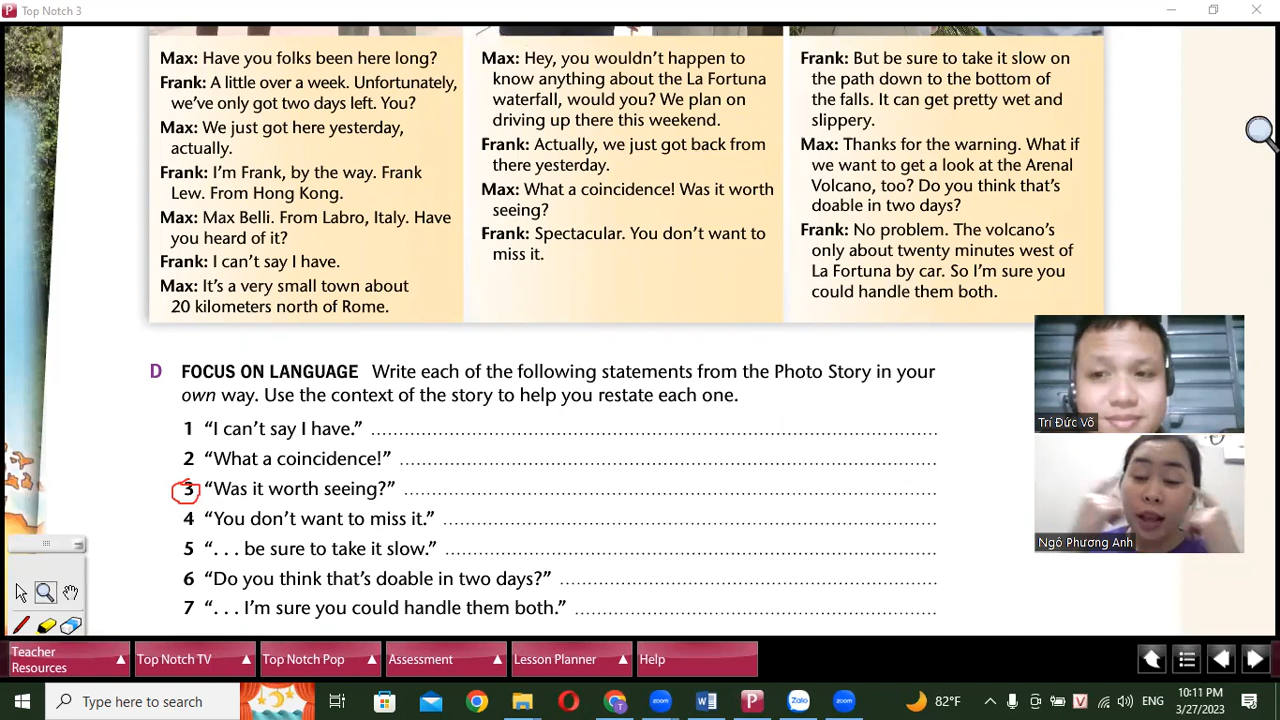 Top Notch 3
Max: Have you folks been here long?
Frank: A little over a week. Unfortunately,
we've only got two days left. You?
Max: We just got here yesterday,
actually.
Frank: I'm Frank, by the way. Frank
Lew. From Hong Kong.
Max: Max Belli. From Labro, Italy. Have
you heard of it?
Frank: I can't say I have.
Max: It's a very small town about
20 kilometers north of Rome.
Max: Hey, you wouldn't happen to
know anything about the La Fortuna
waterfall, would you? We plan on
driving up there this weekend.
Frank: Actually, we just got back from
there yesterday.
Max: What a coincidence! Was it worth
seeing?
Frank: Spectacular. You don't want to
miss it.
Frank: But be sure to take it slow on
the path down to the bottom of
the falls. It can get pretty wet and
slippery.
Max: Thanks for the warning. What if
we want to get a look at the Arenal
Volcano, too? Do you think that's
doable in two days?
Frank: No problem. The volcano's
only about twenty minutes west of
La Fortuna by car. So I'm sure you
could handle them both.
D FOCUS ON LANGUAGE Write each of the following statements from the Photo Story in your
own way. Use the context of the story to help you restate each one.
1 “I can't say I have.”
2 “What a coincidence!”
3 “Was it worth seeing?”
4 “You don't want to miss it.”
5 “. . . be sure to take it slow.”
6 “Do you think that's doable in two days?”
7 “. . . I'm sure you could handle them both.”
Trí Đức Võ
Ngô Phương Anh
Teacher
Resources
Top Notch TV
Top Notch Pop
Assessment
Lesson Planner
Help
Type here to search
zoom
Zalo
zoom
82°F
V
ENG
10:11 PM
3/27/2023